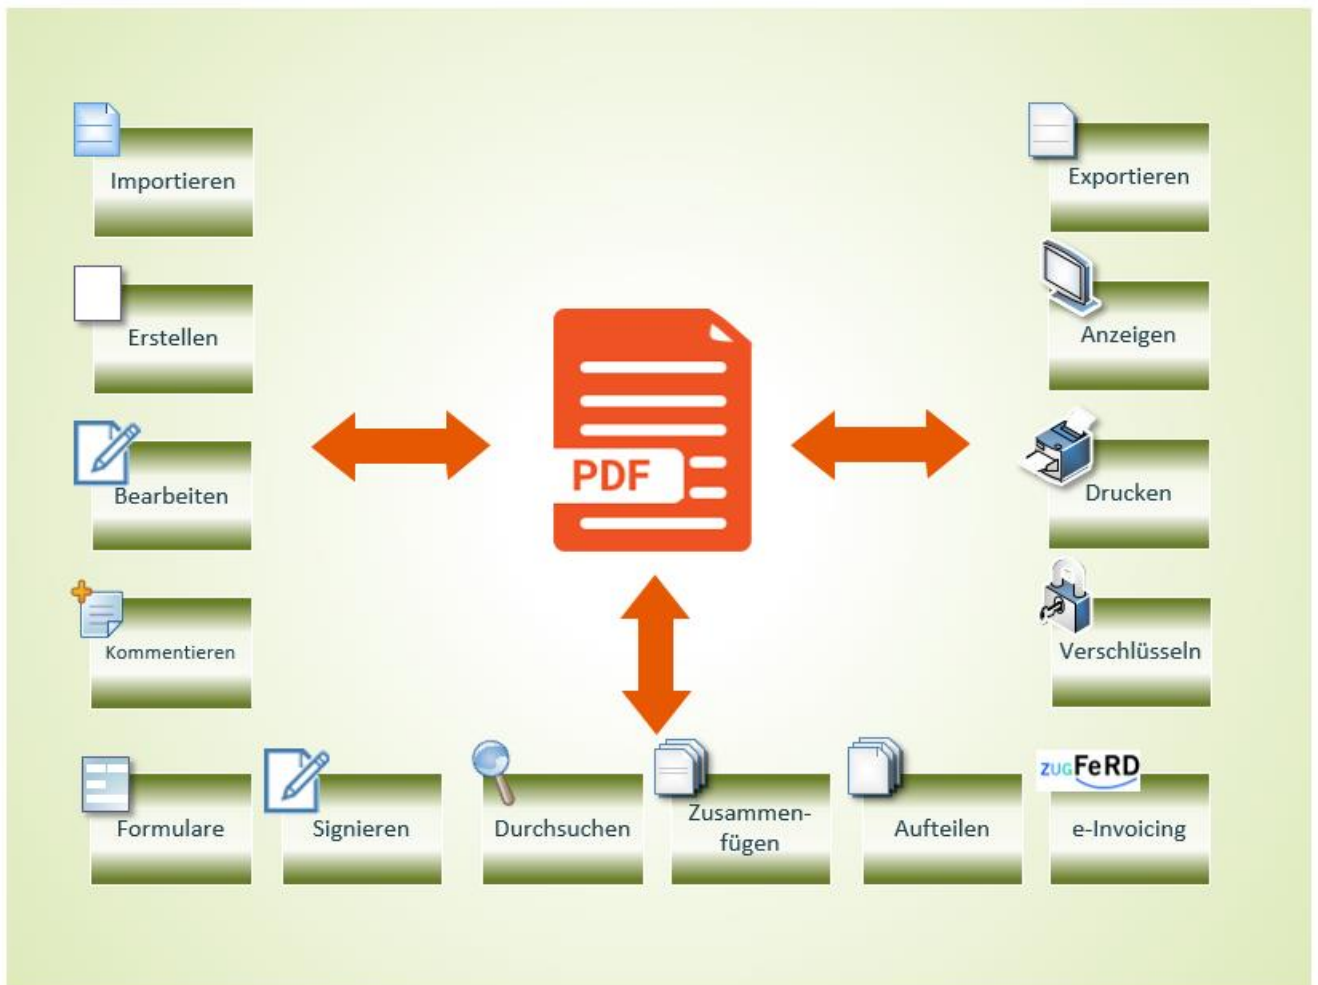 Importieren
Exportieren
Erstellen
Anzeigen
PDF
Bearbeiten
Drucken
Kommentieren
Verschlüsseln
ZUGFeRD
Formulare
Signieren
Durchsuchen
Zusammen-
fügen
Aufteilen
e-Invoicing